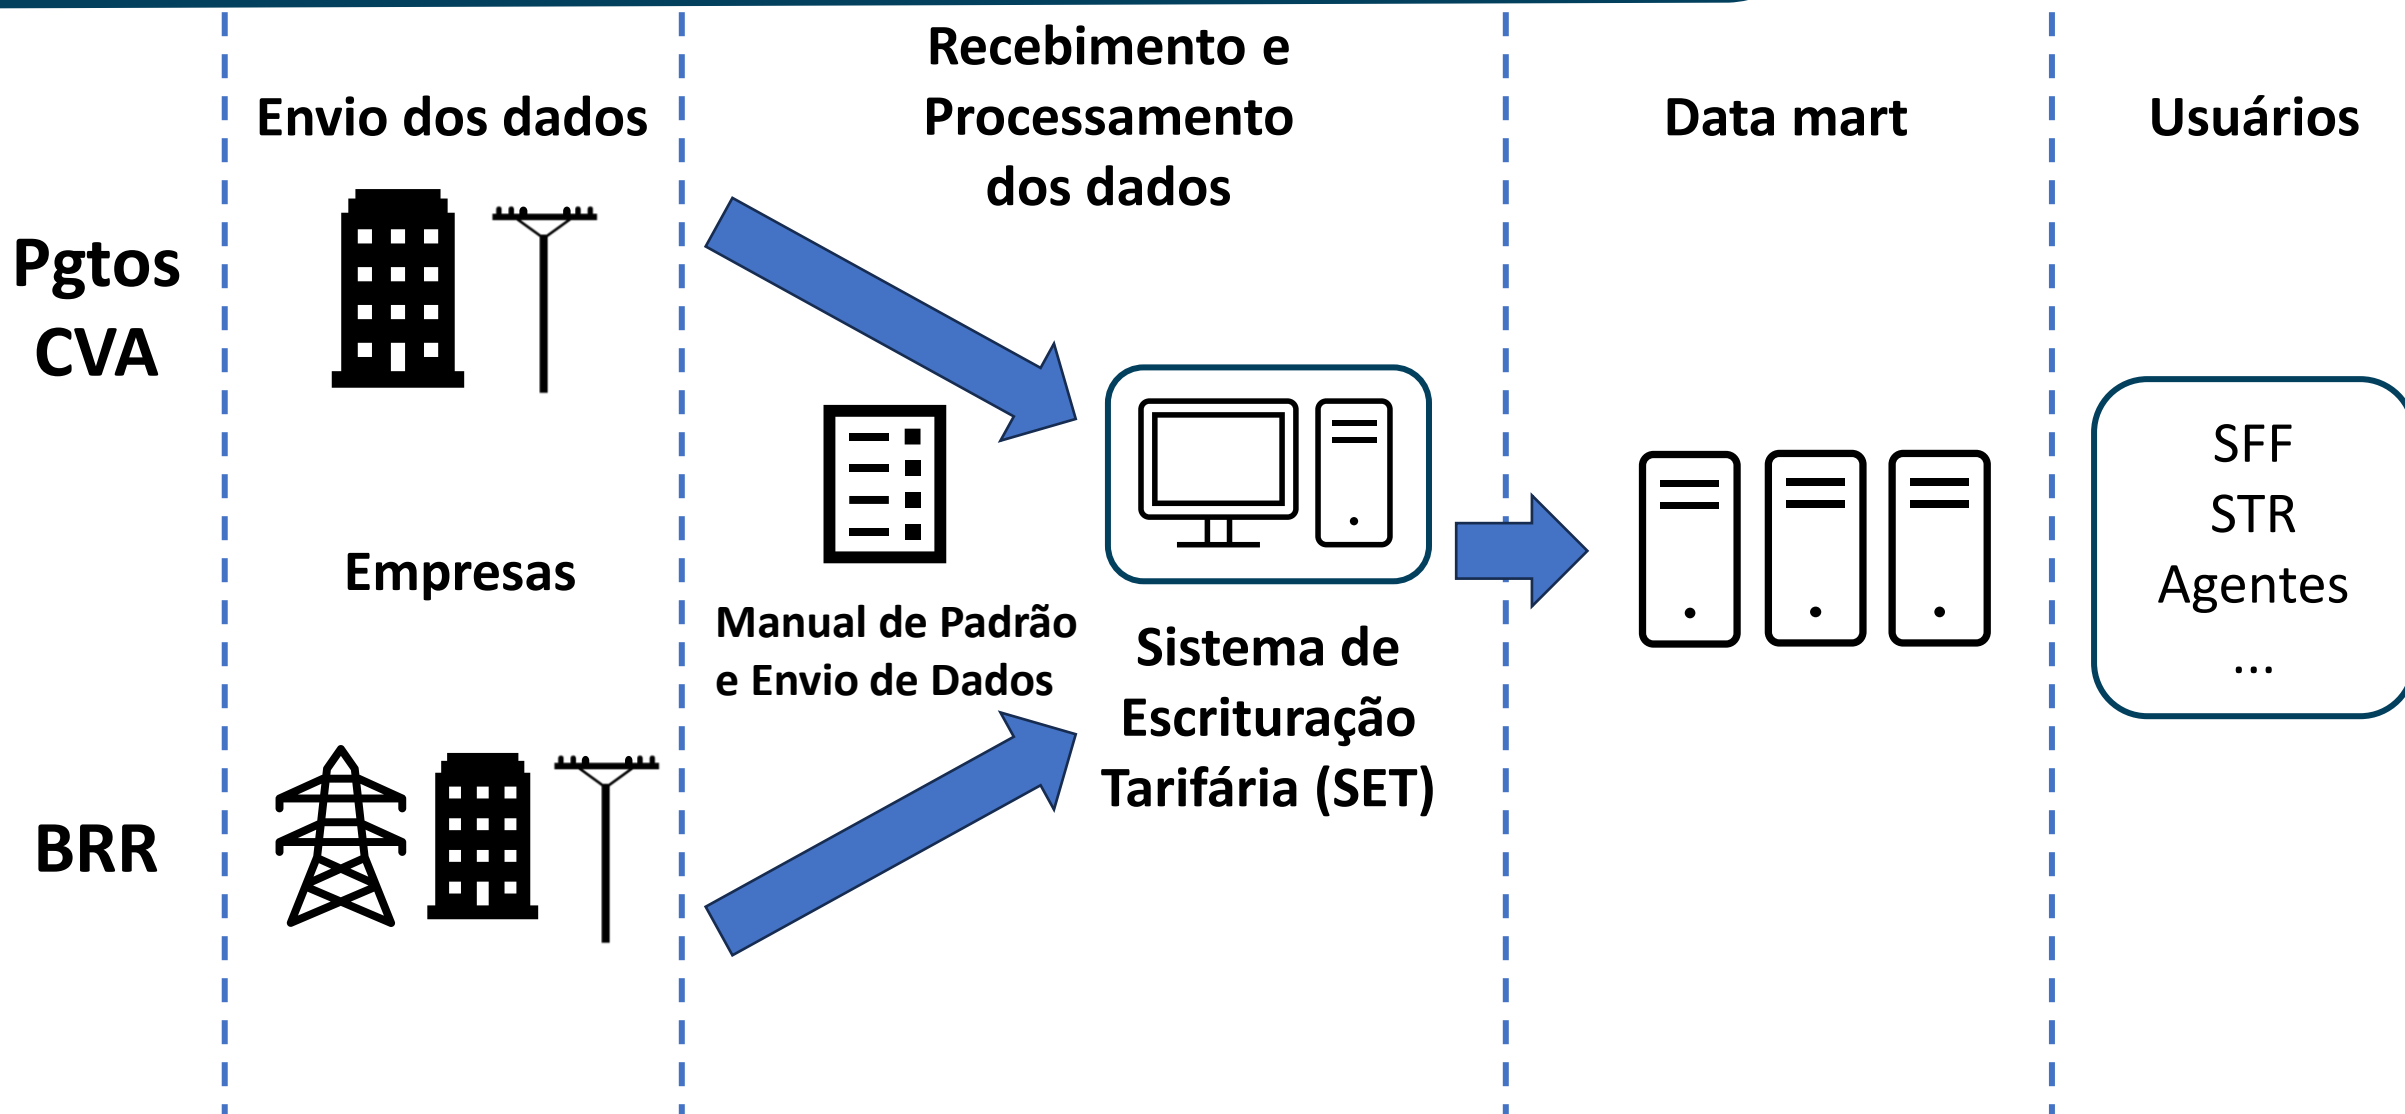 Pgtos
CVA
BRR
Envio dos dados
Empresas
Recebimento e
Processamento
dos dados
Manual de Padrão
e Envio de Dados
Sistema de
Escrituração
Tarifária (SET)
Data mart
Usuários
SFF
STR
Agentes
...